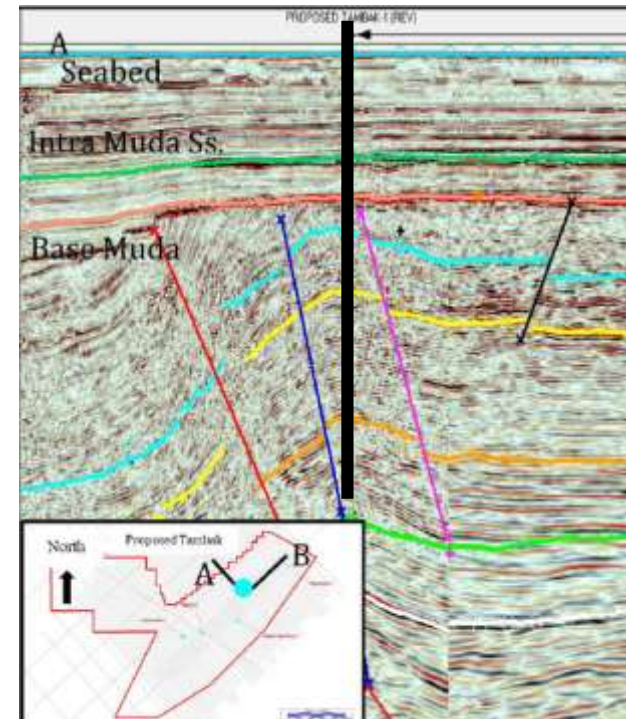 PROPOSED TAMBAK-1 (REV)
A
Seabed
Intra Muda Ss.
Base Muda
Proposed Tambak
North
A
B